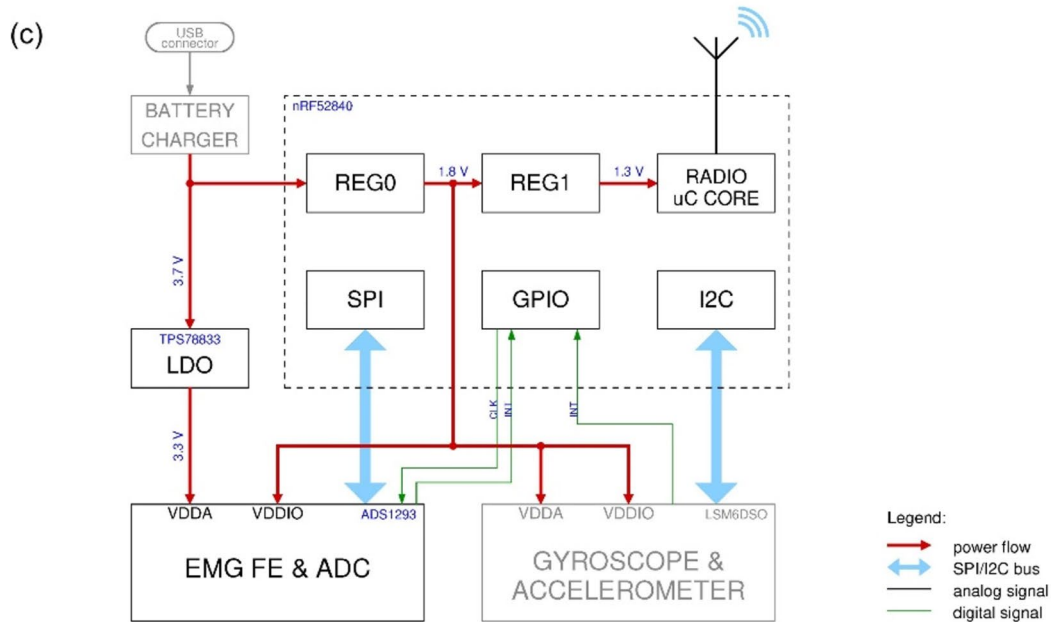 (c)
USB
connector
BATTERY
CHARGER
nRF52840
REG0
1.8 V
REG1
1.3 V
RADIO
uC CORE
3.7 V
SPI
GPIO
I2C
TPS78833
LDO
CLK
INT
INT
3.3 V
VDDA
VDDIO
ADS1293
EMG FE & ADC
VDDA
VDDIO
LSM6DSO
GYROSCOPE &
ACCELEROMETER
Legend:
power flow
SPI/I2C bus
analog signal
digital signal